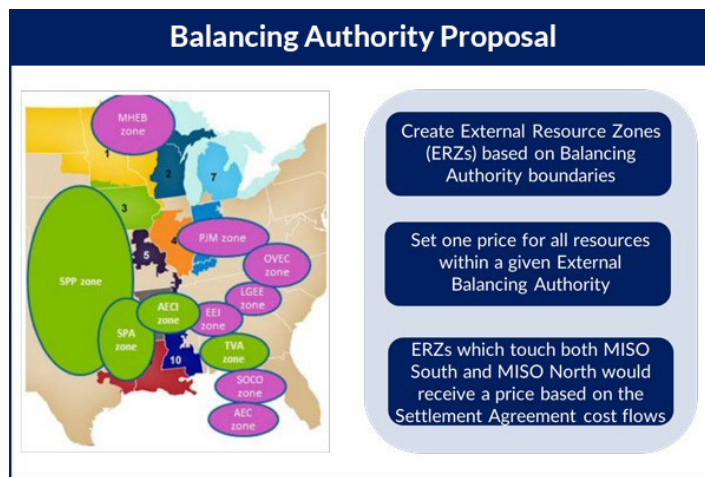 Balancing Authority Proposal
MHEB
zone
1
2
7
3
4
PJM zone
5
OVEC
zone
SPP zone
LGEE
zone
AECI
zone
EEI
zone
SPA
zone
TVA
zone
10
SOCO
zone
AEC
zone
Create External Resource Zones
(ERZs) based on Balancing
Authority boundaries
Set one price for all resources
within a given External
Balancing Authority
ERZs which touch both MISO
South and MISO North would
receive a price based on the
Settlement Agreement cost flows